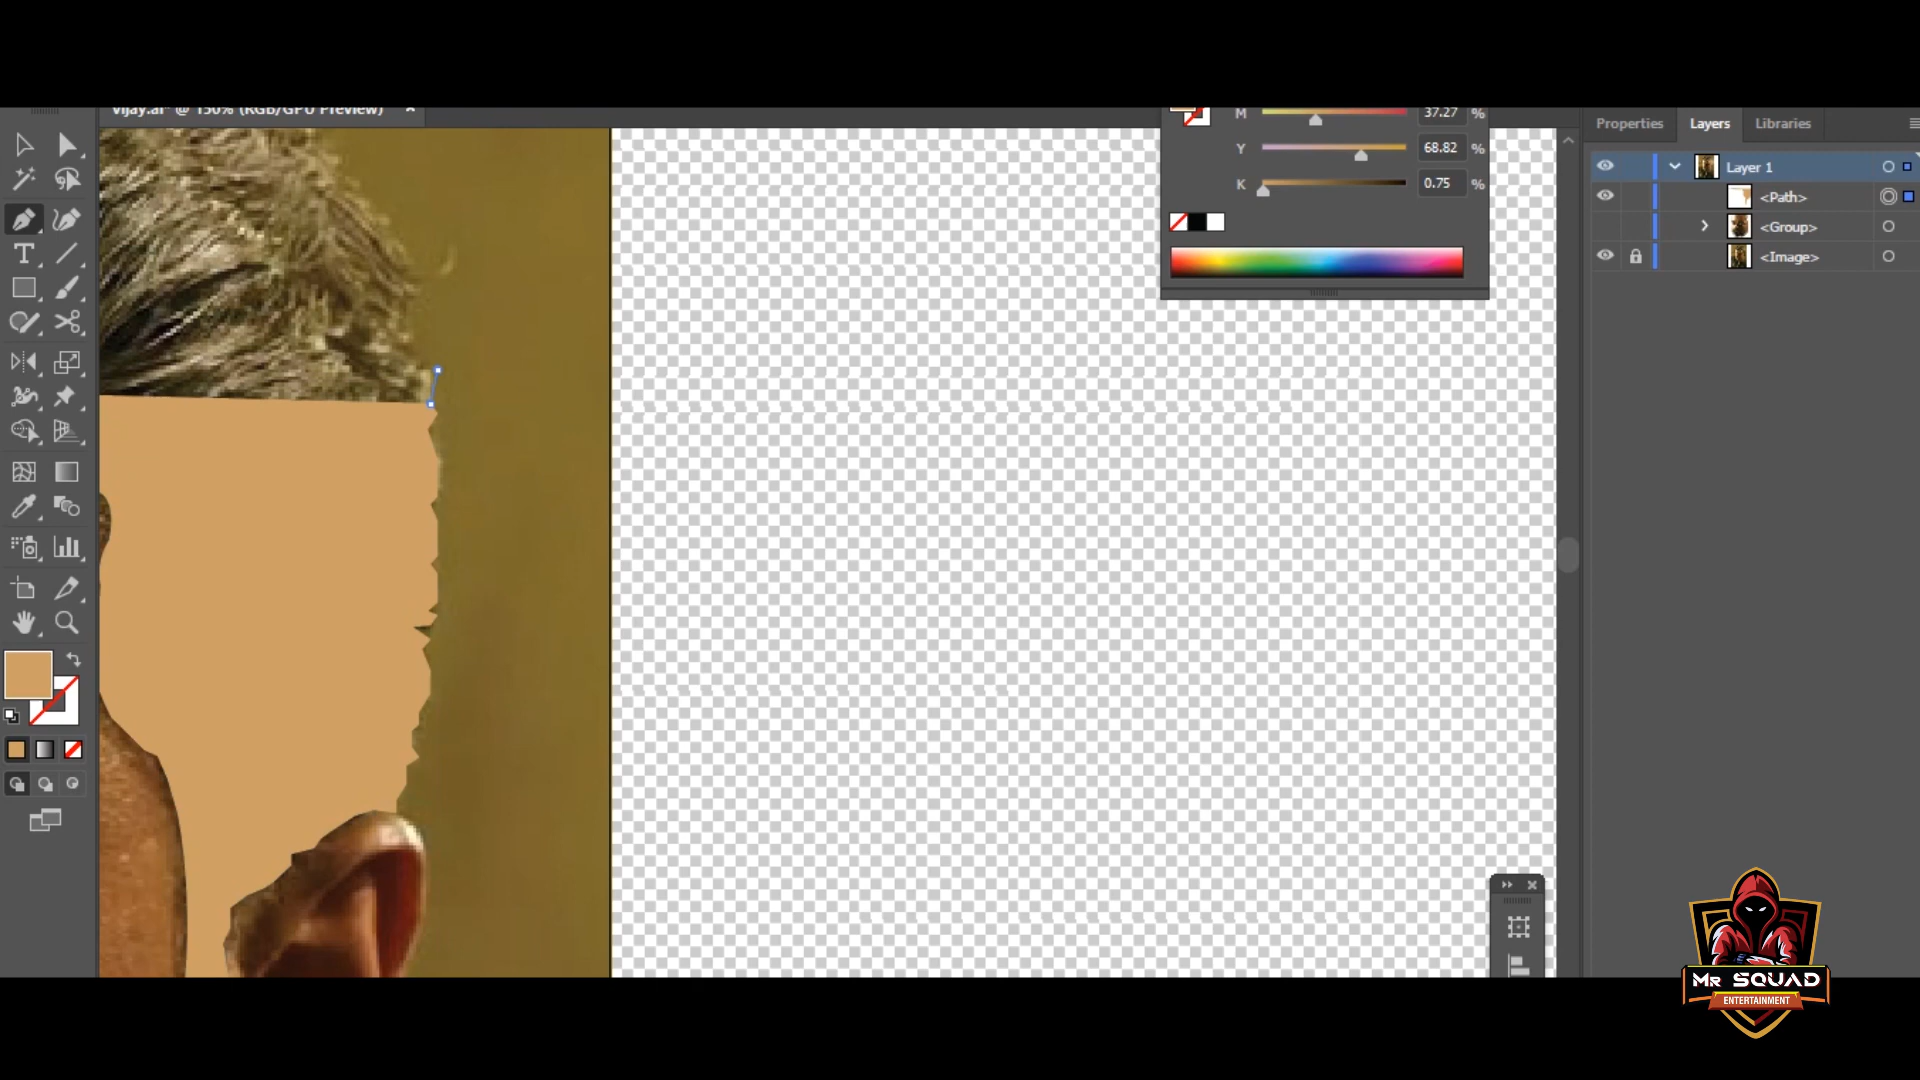 Vijay.ai* @ 150% (RGB/GPU Preview)
M 37.27 %
Y 68.82 %
K 0.75 %
Properties Layers Libraries
Layer 1
<Path>
<Group>
<Image>
MR SQUAD
ENTERTAINMENT